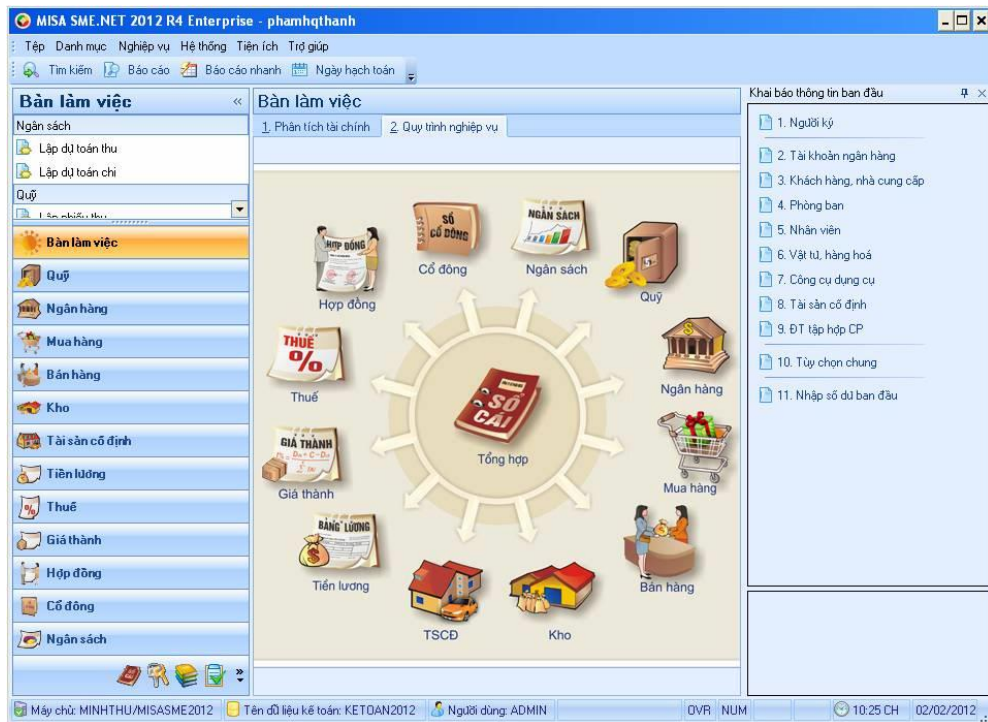 MISA SME.NET 2012 R4 Enterprise - phamhqthanh
Tệp Danh mục Nghiệp vụ Hệ thống Tiện ích Trợ giúp
Tìm kiếm Báo cáo Báo cáo nhanh Ngày hạch toán
Bàn làm việc «
Ngân sách
Lập dự toán thu
Lập dự toán chi
Quỹ
Lập phiếu thu
Bàn làm việc
Quỹ
Ngân hàng
Mua hàng
Bán hàng
Kho
Tài sản cố định
Tiền lương
Thuế
Giá thành
Hợp đồng
Cổ đông
Ngân sách
Bàn làm việc
1. Phân tích tài chính 2. Quy trình nghiệp vụ
HỢP ĐỒNG
Hợp đồng
SỔ
CỔ ĐÔNG
Cổ đông
NGÂN SÁCH
Ngân sách
Quỹ
THUẾ
%
Thuế
Ngân hàng
SỔ
CÁI
Tổng hợp
GIÁ THÀNH
Giá thành
Mua hàng
BẢNG LƯƠNG
Tiền lương
TSCĐ
Kho
Bán hàng
Khai báo thông tin ban đầu
1. Người ký
2. Tài khoản ngân hàng
3. Khách hàng, nhà cung cấp
4. Phòng ban
5. Nhân viên
6. Vật tư, hàng hoá
7. Công cụ dụng cụ
8. Tài sản cố định
9. ĐT tập hợp CP
10. Tùy chọn chung
11. Nhập số dư ban đầu
Máy chủ: MINHTHU/MISASME2012 Tên dữ liệu kế toán: KETOAN2012 Người dùng: ADMIN OVR NUM 10:25 CH 02/02/2012